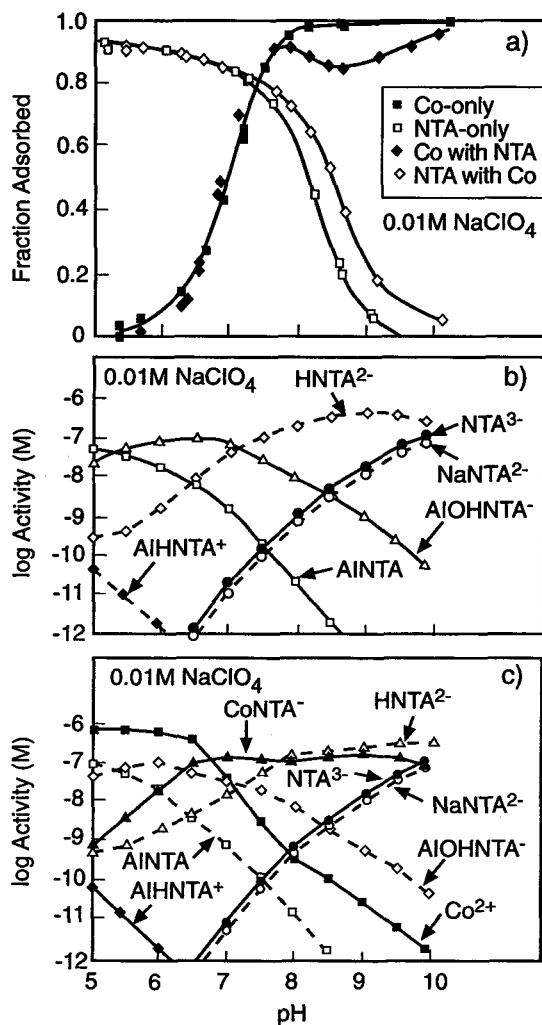 a)
1.0
0.8
0.6
0.4
0.2
0
Fraction Adsorbed
Co-only
NTA-only
Co with NTA
NTA with Co
0.01M NaClO₄
b)
0.01M NaClO₄
HNTA²⁻
NTA³⁻
NaNTA²⁻
AlOHNTA⁻
AlNTA
AlHNTA⁺
-6
-7
-8
-9
-10
-11
-12
log Activity (M)
c)
0.01M NaClO₄
CoNTA⁻
HNTA²⁻
NTA³⁻
NaNTA²⁻
AlNTA
AlHNTA⁺
AlOHNTA⁻
Co²⁺
-6
-7
-8
-9
-10
-11
-12
log Activity (M)
5 6 7 8 9 10
pH